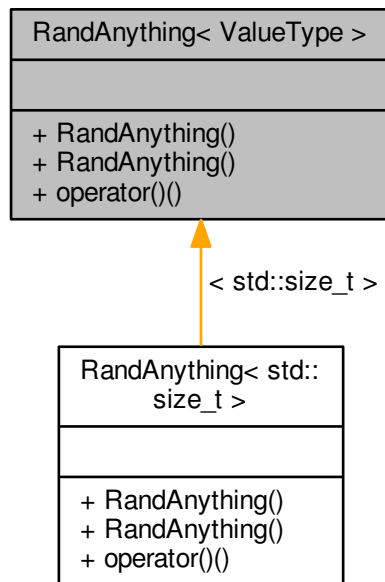 RandAnything< ValueType >
+ RandAnything()
+ RandAnything()
+ operator()()
< std::size_t >
RandAnything< std::
size_t >
+ RandAnything()
+ RandAnything()
+ operator()()